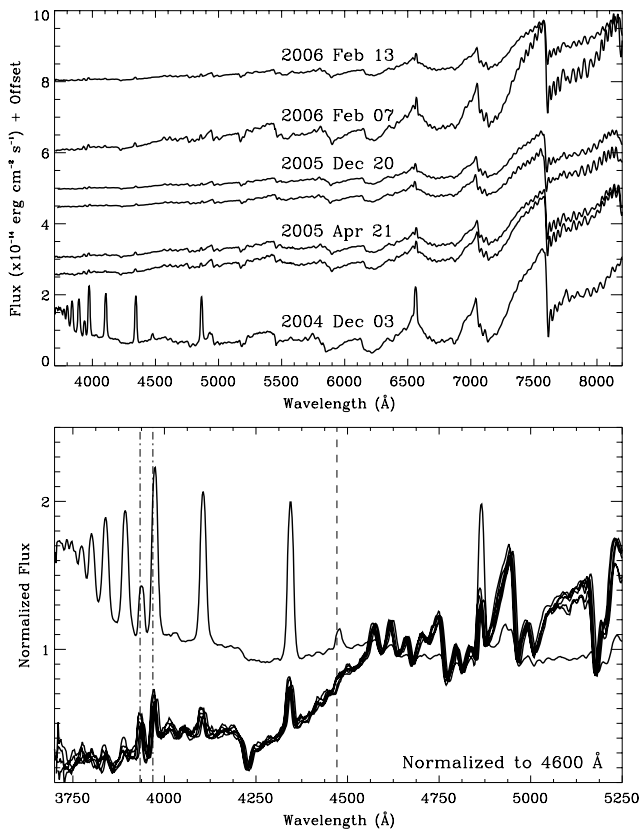 10
8
6
4
2
0
Flux (x10⁻¹⁴ erg cm⁻² s⁻¹) + Offset
2006 Feb 13
2006 Feb 07
2005 Dec 20
2005 Apr 21
2004 Dec 03
4000 4500 5000 5500 6000 6500 7000 7500 8000
Wavelength (Å)
2
1
Normalized Flux
Normalized to 4600 Å
3750 4000 4250 4500 4750 5000 5250
Wavelength (Å)